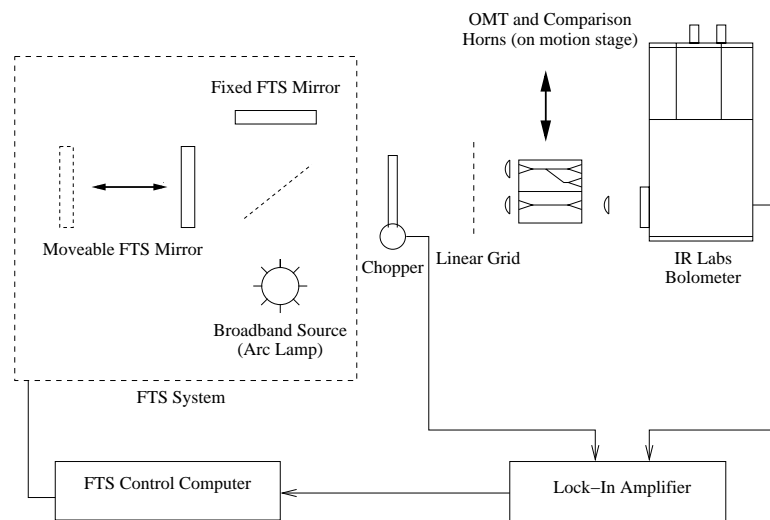 OMT and Comparison
Horns (on motion stage)
Fixed FTS Mirror
Moveable FTS Mirror
Chopper
Linear Grid
IR Labs
Bolometer
Broadband Source
(Arc Lamp)
FTS System
FTS Control Computer
Lock−In Amplifier